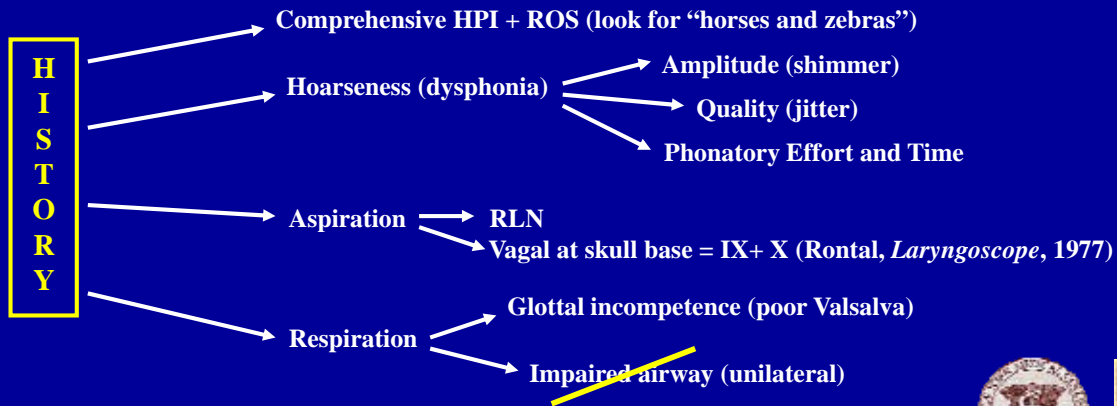 Comprehensive HPI + ROS (look for “horses and zebras”)
HISTORY
Hoarseness (dysphonia)
Amplitude (shimmer)
Quality (jitter)
Phonatory Effort and Time
Aspiration
RLN
Vagal at skull base = IX+ X (Rontal, Laryngoscope, 1977)
Respiration
Glottal incompetence (poor Valsalva)
Impaired airway (unilateral)